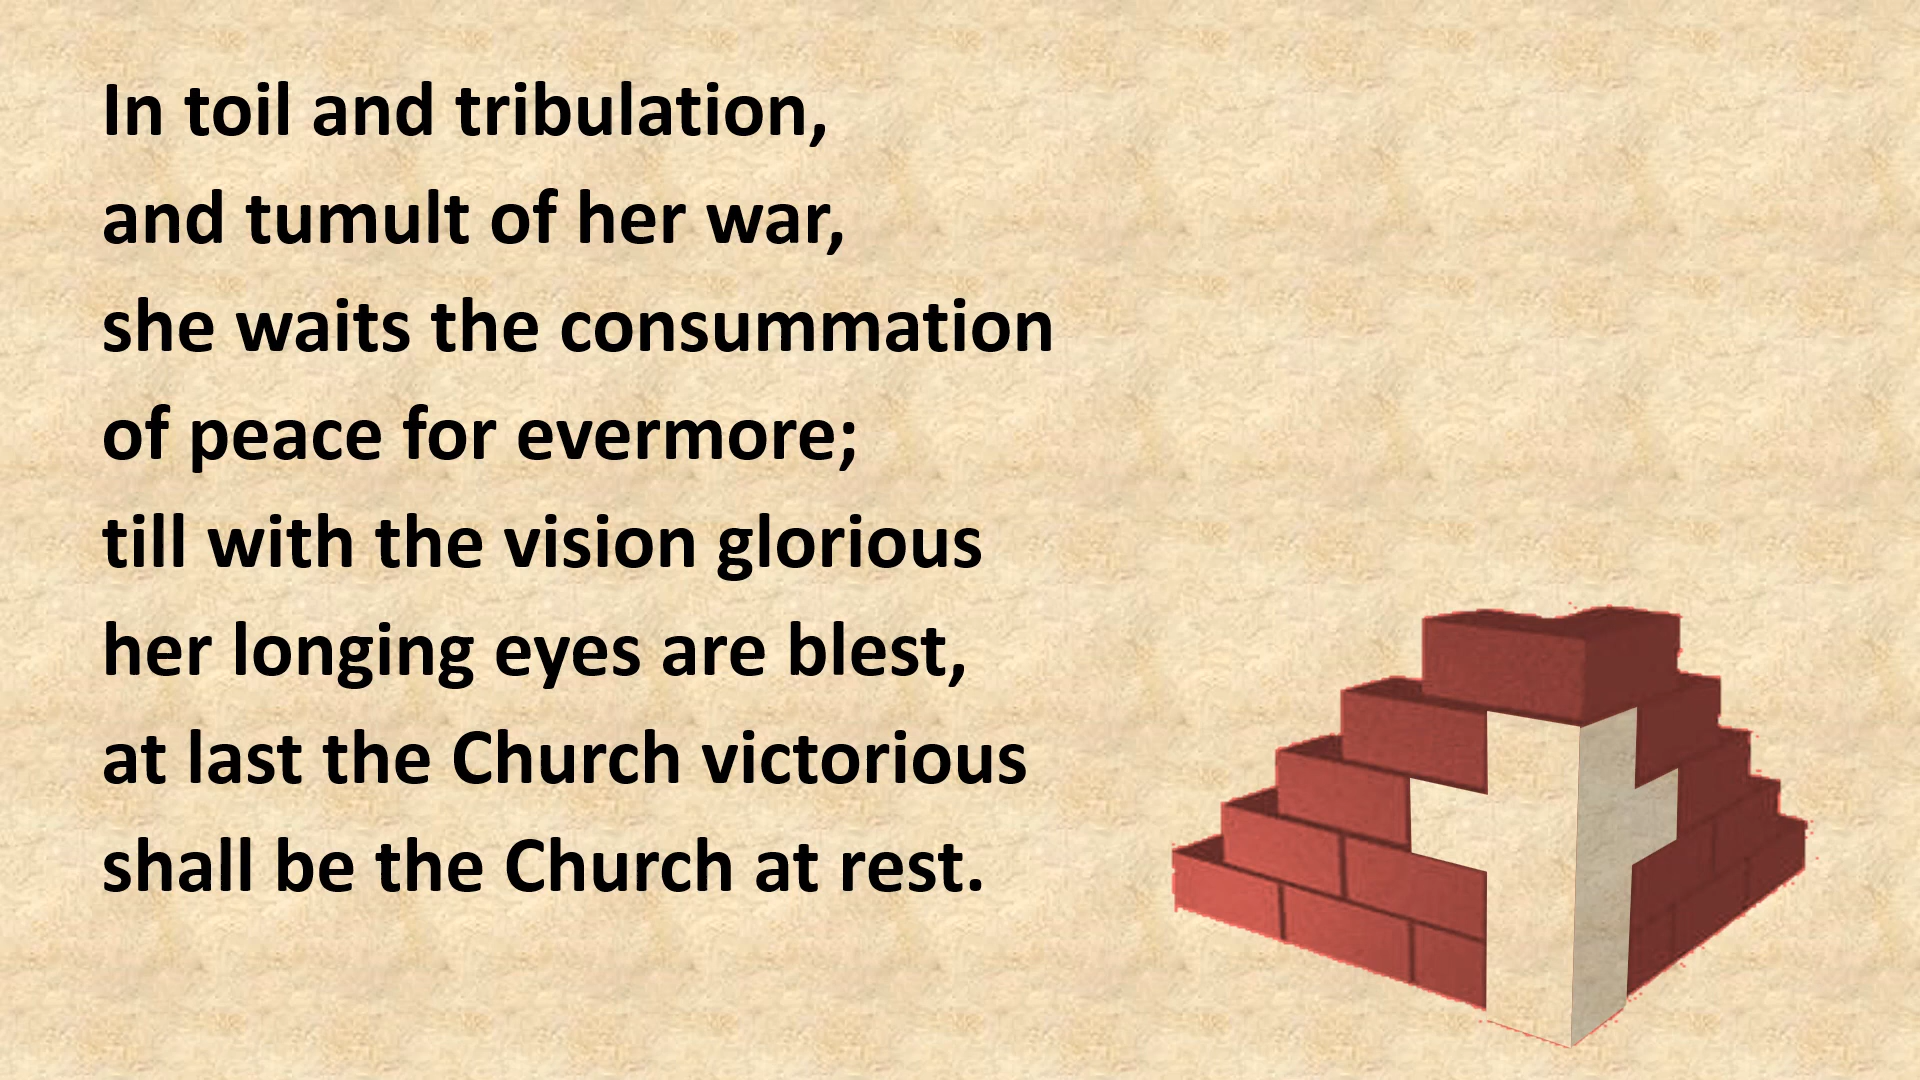 In toil and tribulation,
and tumult of her war,
she waits the consummation
of peace for evermore;
till with the vision glorious
her longing eyes are blest,
at last the Church victorious
shall be the Church at rest.